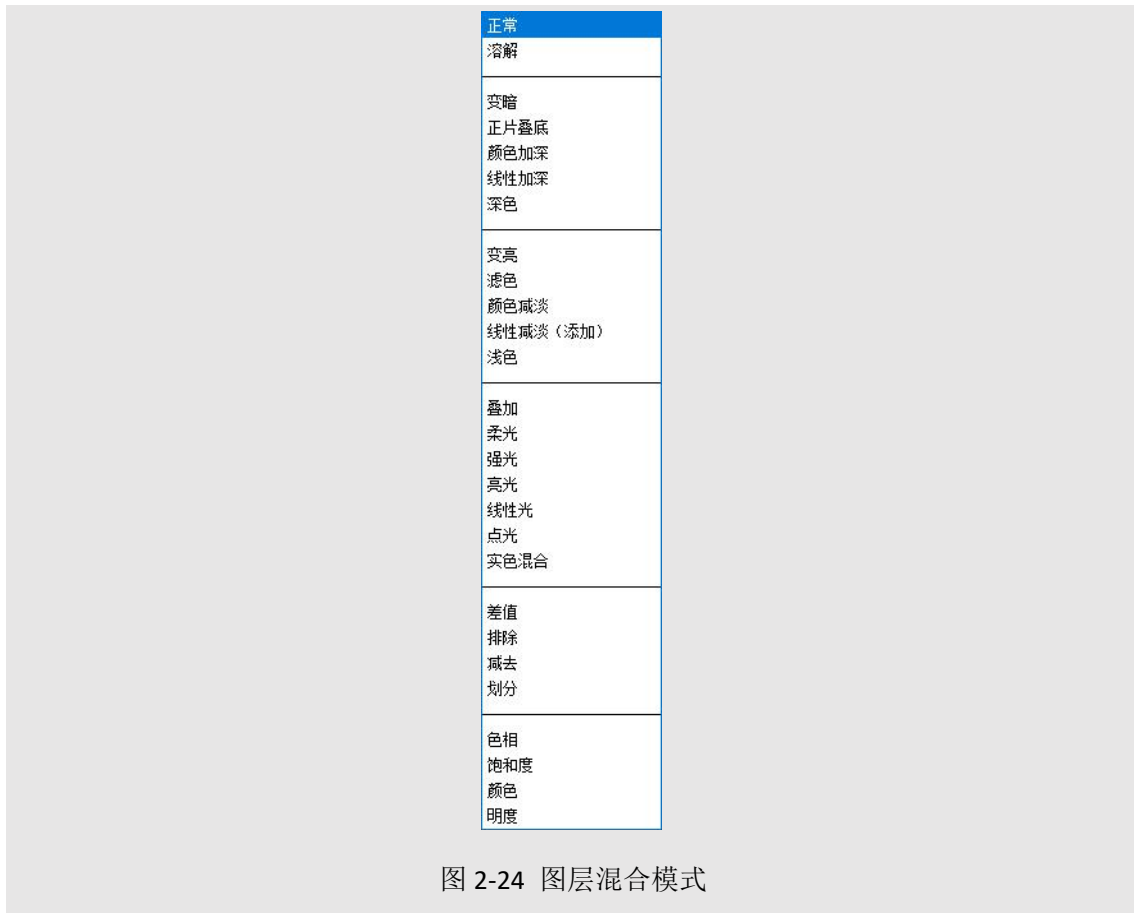 正常
溶解
变暗
正片叠底
颜色加深
线性加深
深色
变亮
滤色
颜色减淡
线性减淡（添加）
浅色
叠加
柔光
强光
亮光
线性光
点光
实色混合
差值
排除
减去
划分
色相
饱和度
颜色
明度
图 2-24 图层混合模式